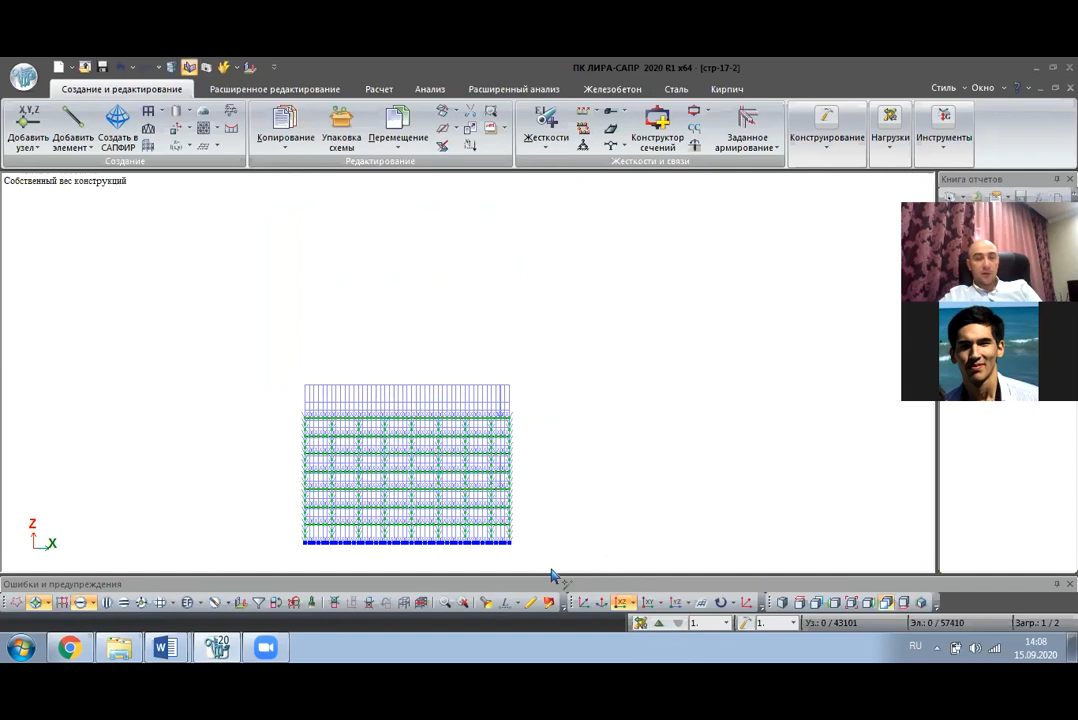 ПК ЛИРА-САПР 2020 R1 x64 - [стр-17-2]
Создание и редактирование
Расширенное редактирование
Расчет
Анализ
Расширенный анализ
Железобетон
Сталь
Кирпич
Стиль
Окно
X,Y,Z
Добавить узел
Добавить элемент
Создать в САПФИР
Копирование
Упаковка схемы
Перемещение
Жесткости
Конструктор сечений
Заданное армирование
Конструирование
Нагрузки
Инструменты
Создание
Редактирование
Жесткости и связи
Собственный вес конструкций
Книга отчетов
Z
X
Ошибки и предупреждения
1.
1.
Уз.: 0 / 43101
Эл.: 0 / 57410
Загр.: 1 / 2
20
RU
14:08
15.09.2020